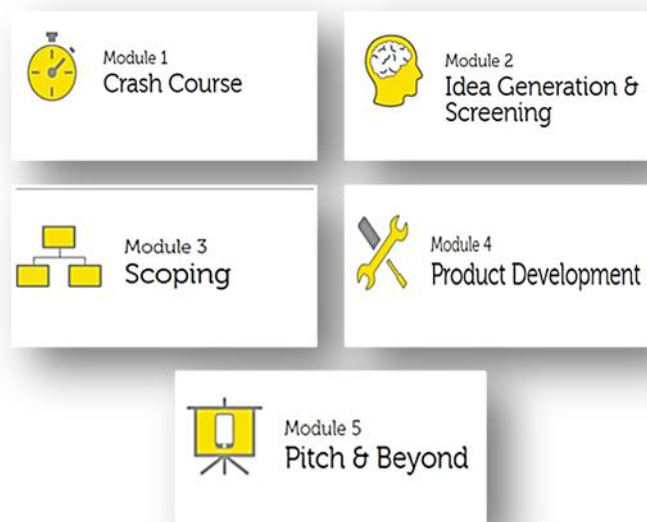 Module 1
Crash Course
Module 2
Idea Generation &
Screening
Module 3
Scoping
Module 4
Product Development
Module 5
Pitch & Beyond